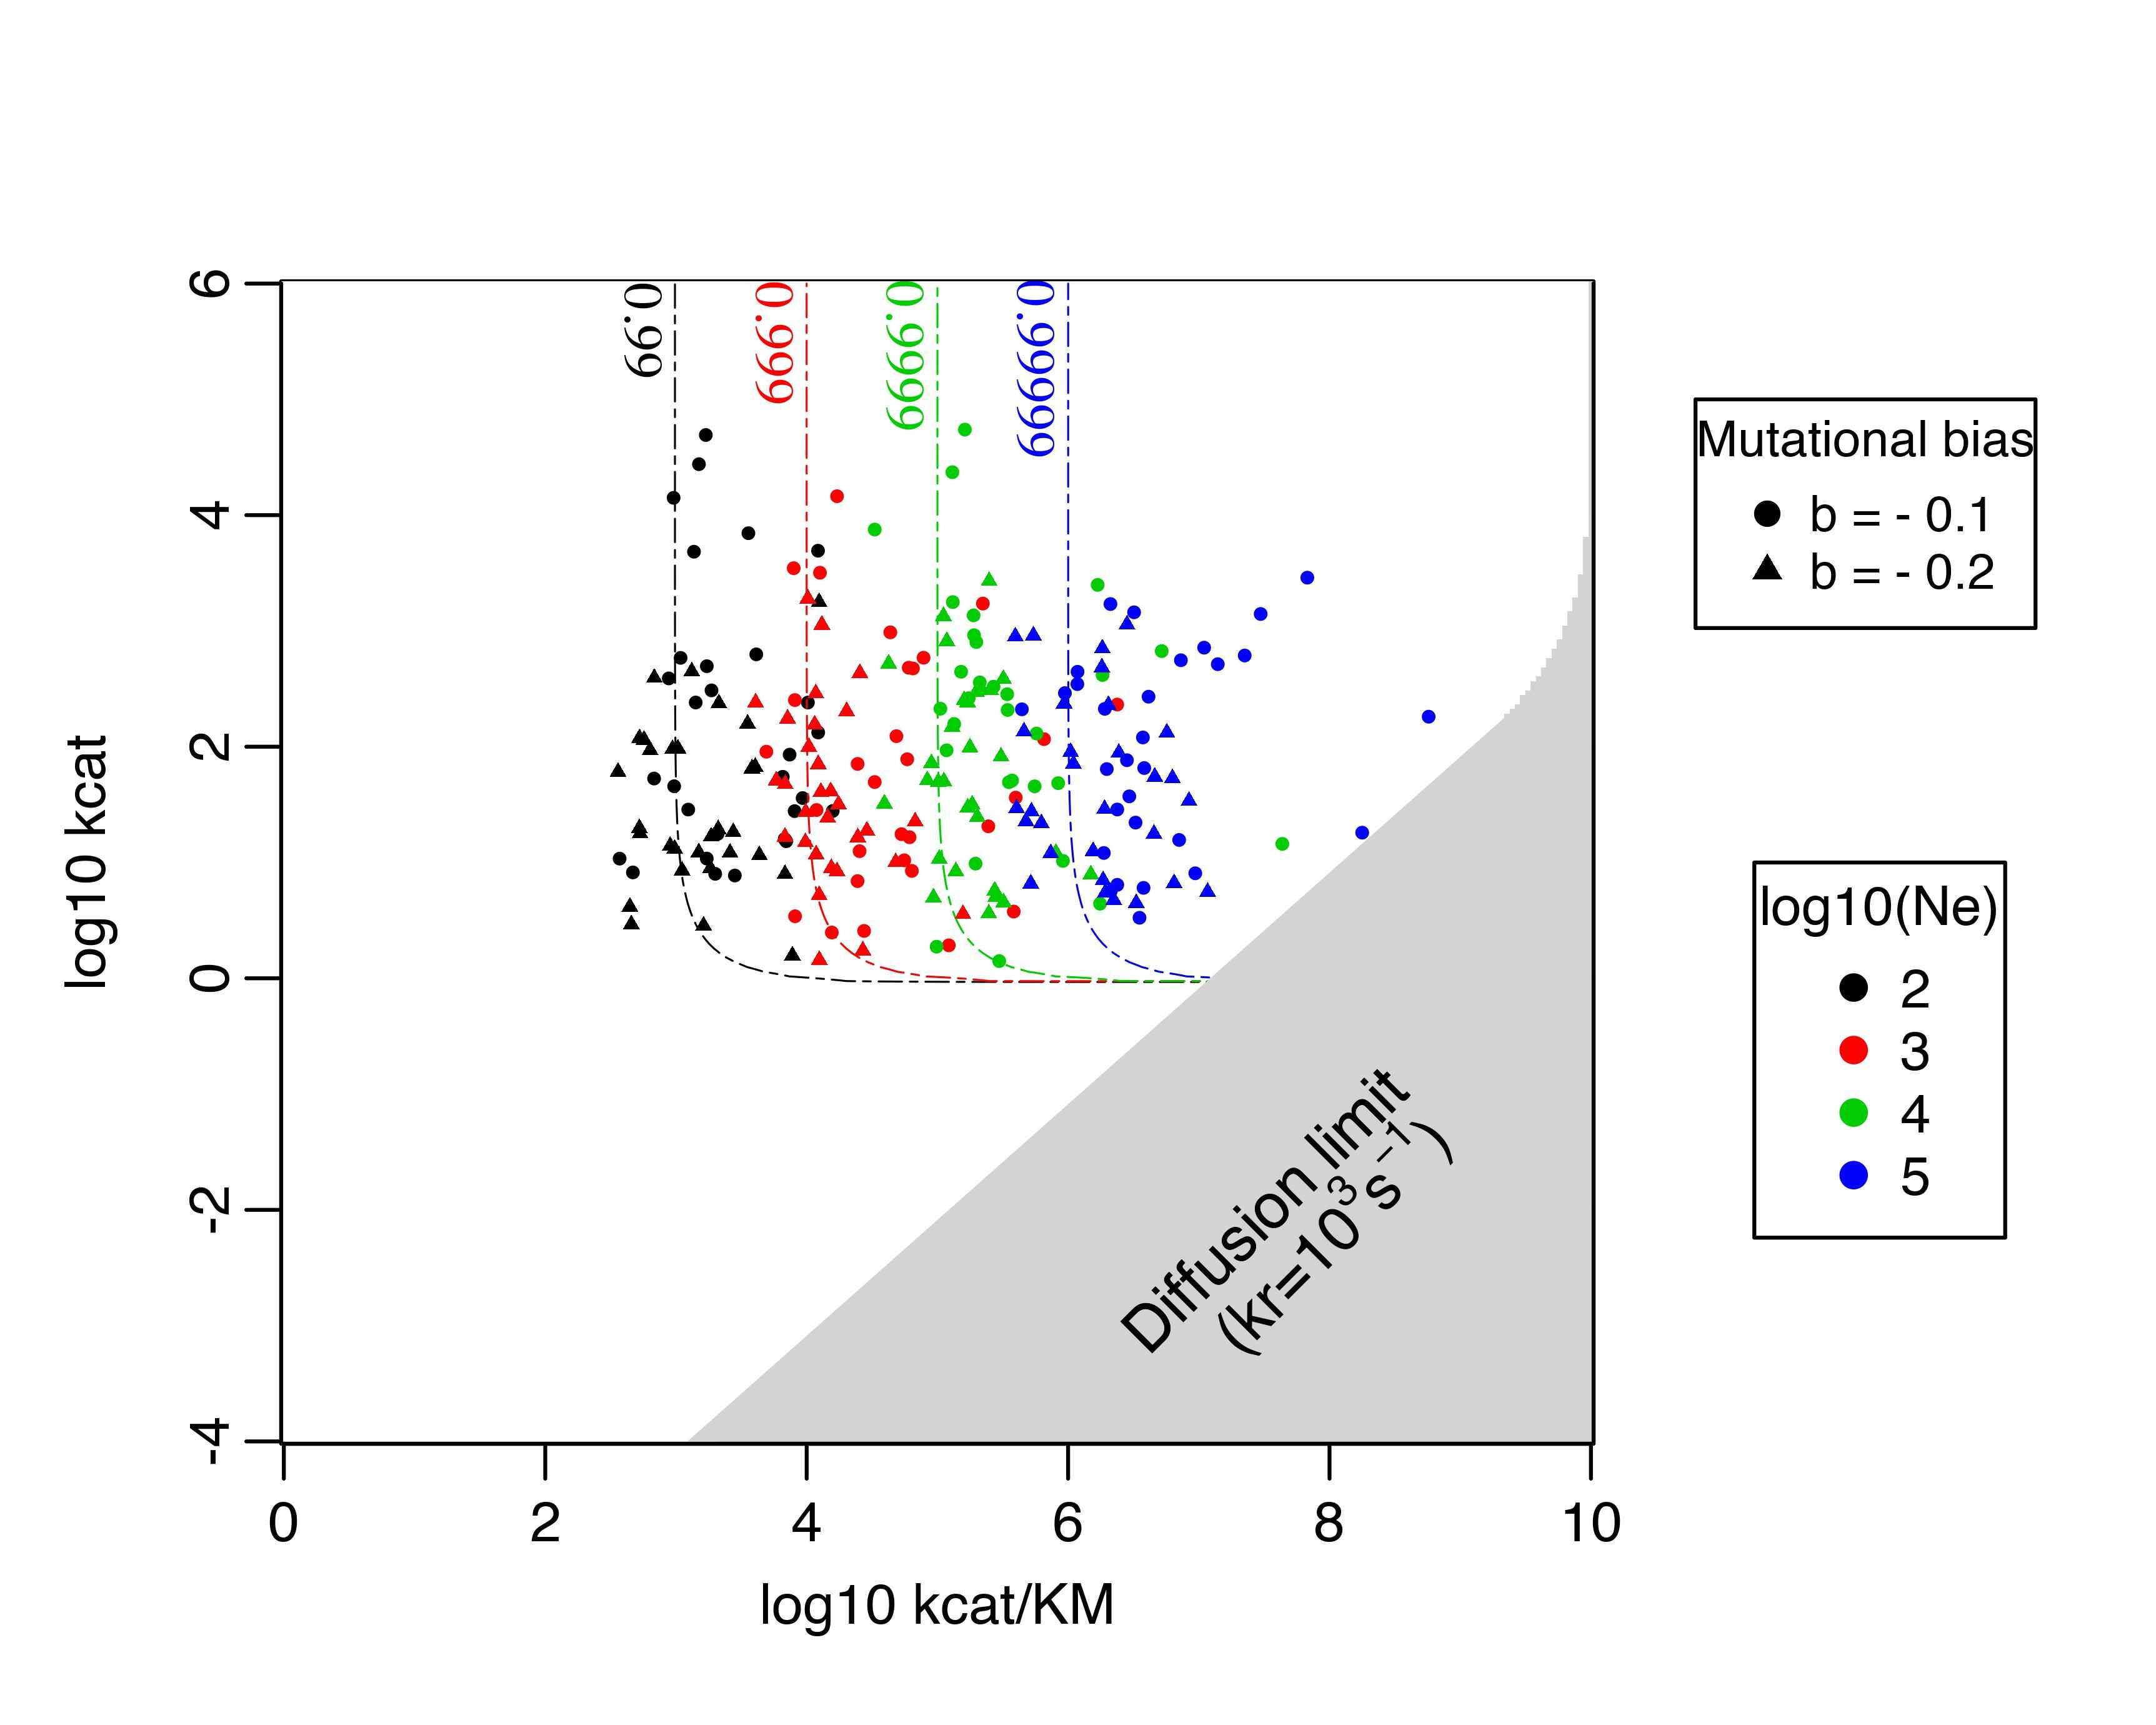 0.99
0.999
0.9999
0.99999
6
4
2
0
-2
-4
log10 kcat
0
2
4
6
8
10
log10 kcat/KM
Diffusion limit
(kr=10³s⁻¹)
Mutational bias
b = - 0.1
b = - 0.2
log10(Ne)
2
3
4
5